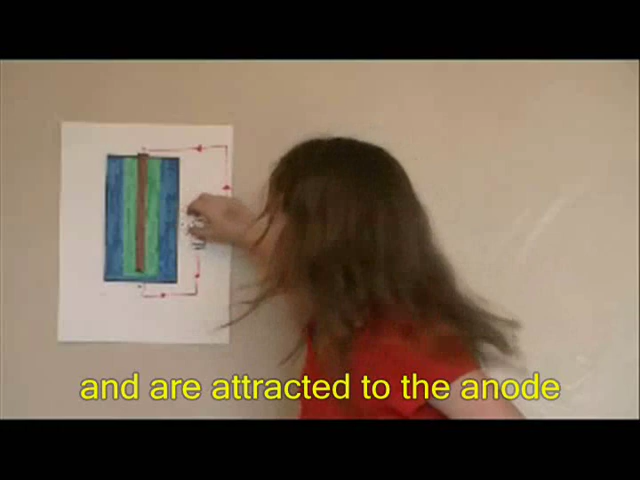 and are attracted to the anode